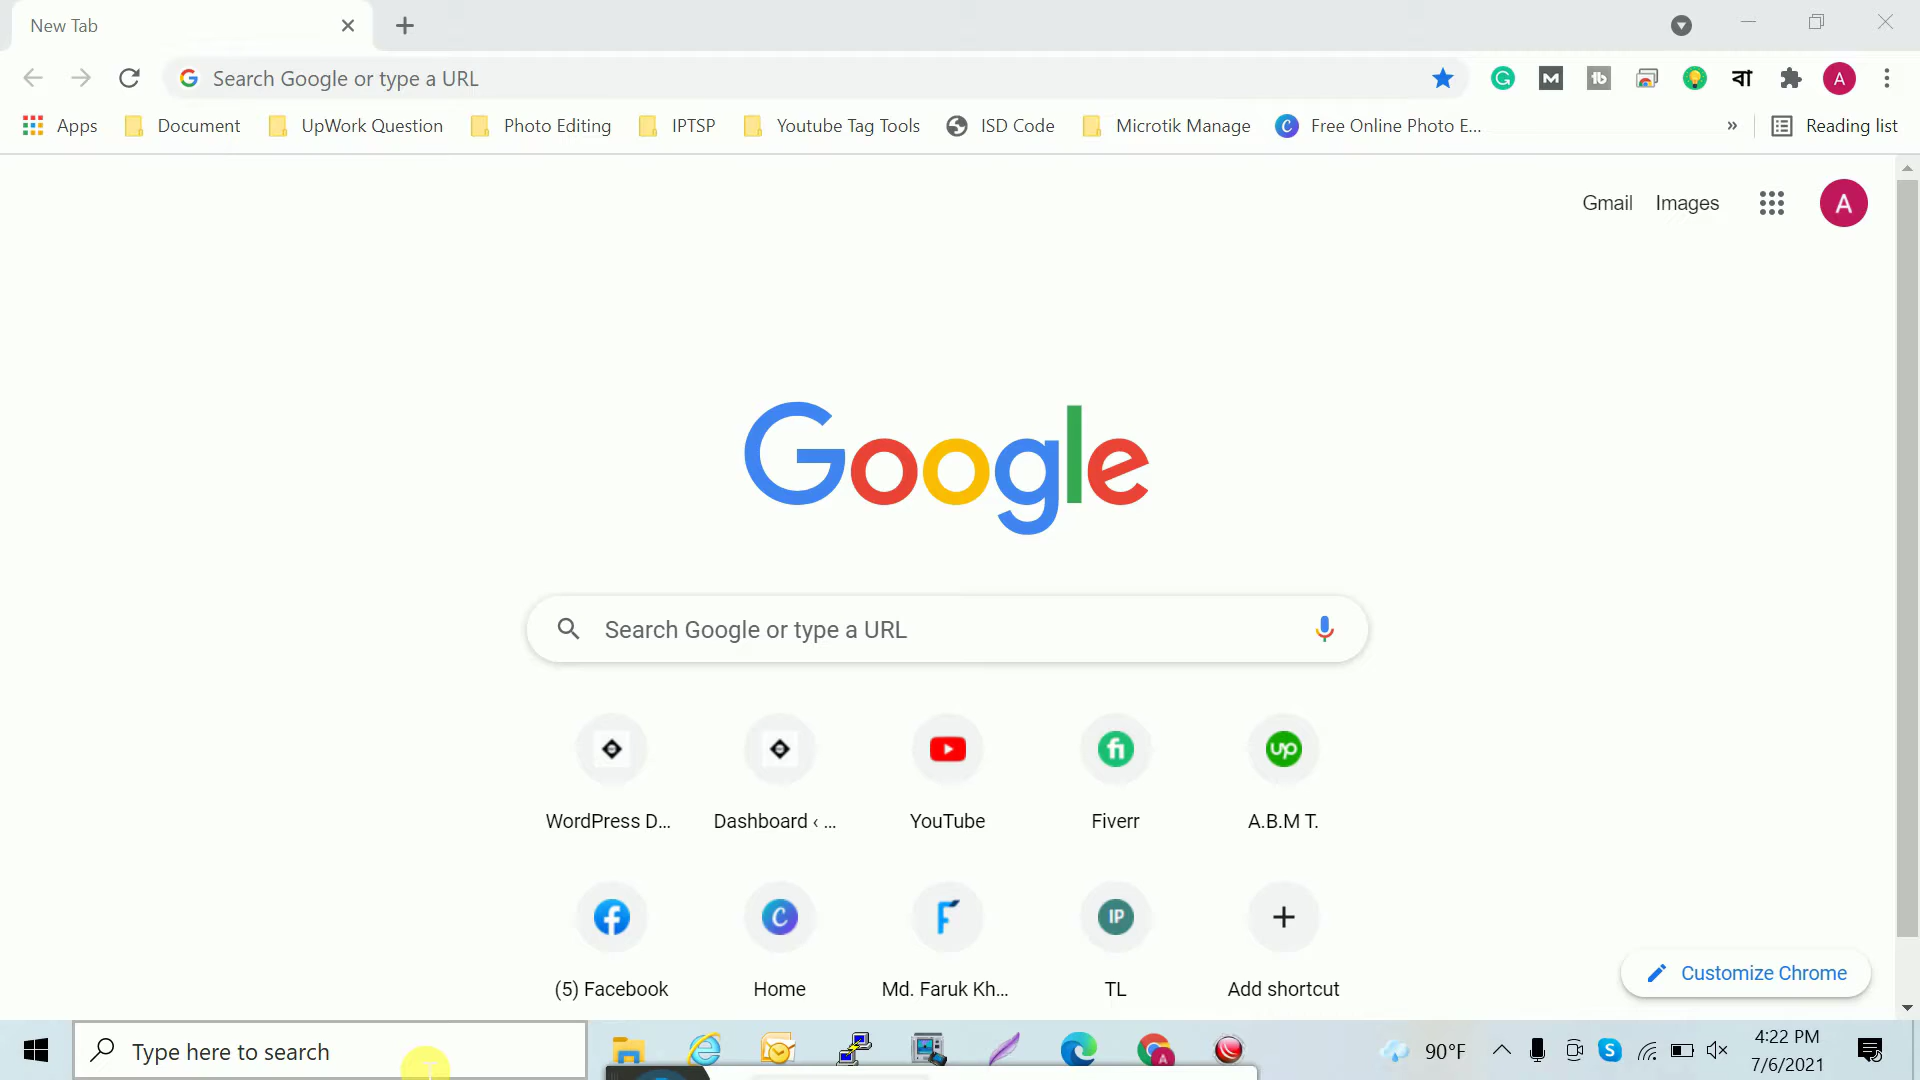 New Tab
Search Google or type a URL
বা A
Apps Document UpWork Question Photo Editing IPTSP Youtube Tag Tools ISD Code Microtik Manage Free Online Photo E... » Reading list
Gmail Images A
Google
Search Google or type a URL
WordPress D... Dashboard ‹ ... YouTube Fiverr A.B.M T.
(5) Facebook Home Md. Faruk Kh... TL Add shortcut
Customize Chrome
Type here to search
90°F
4:22 PM
7/6/2021